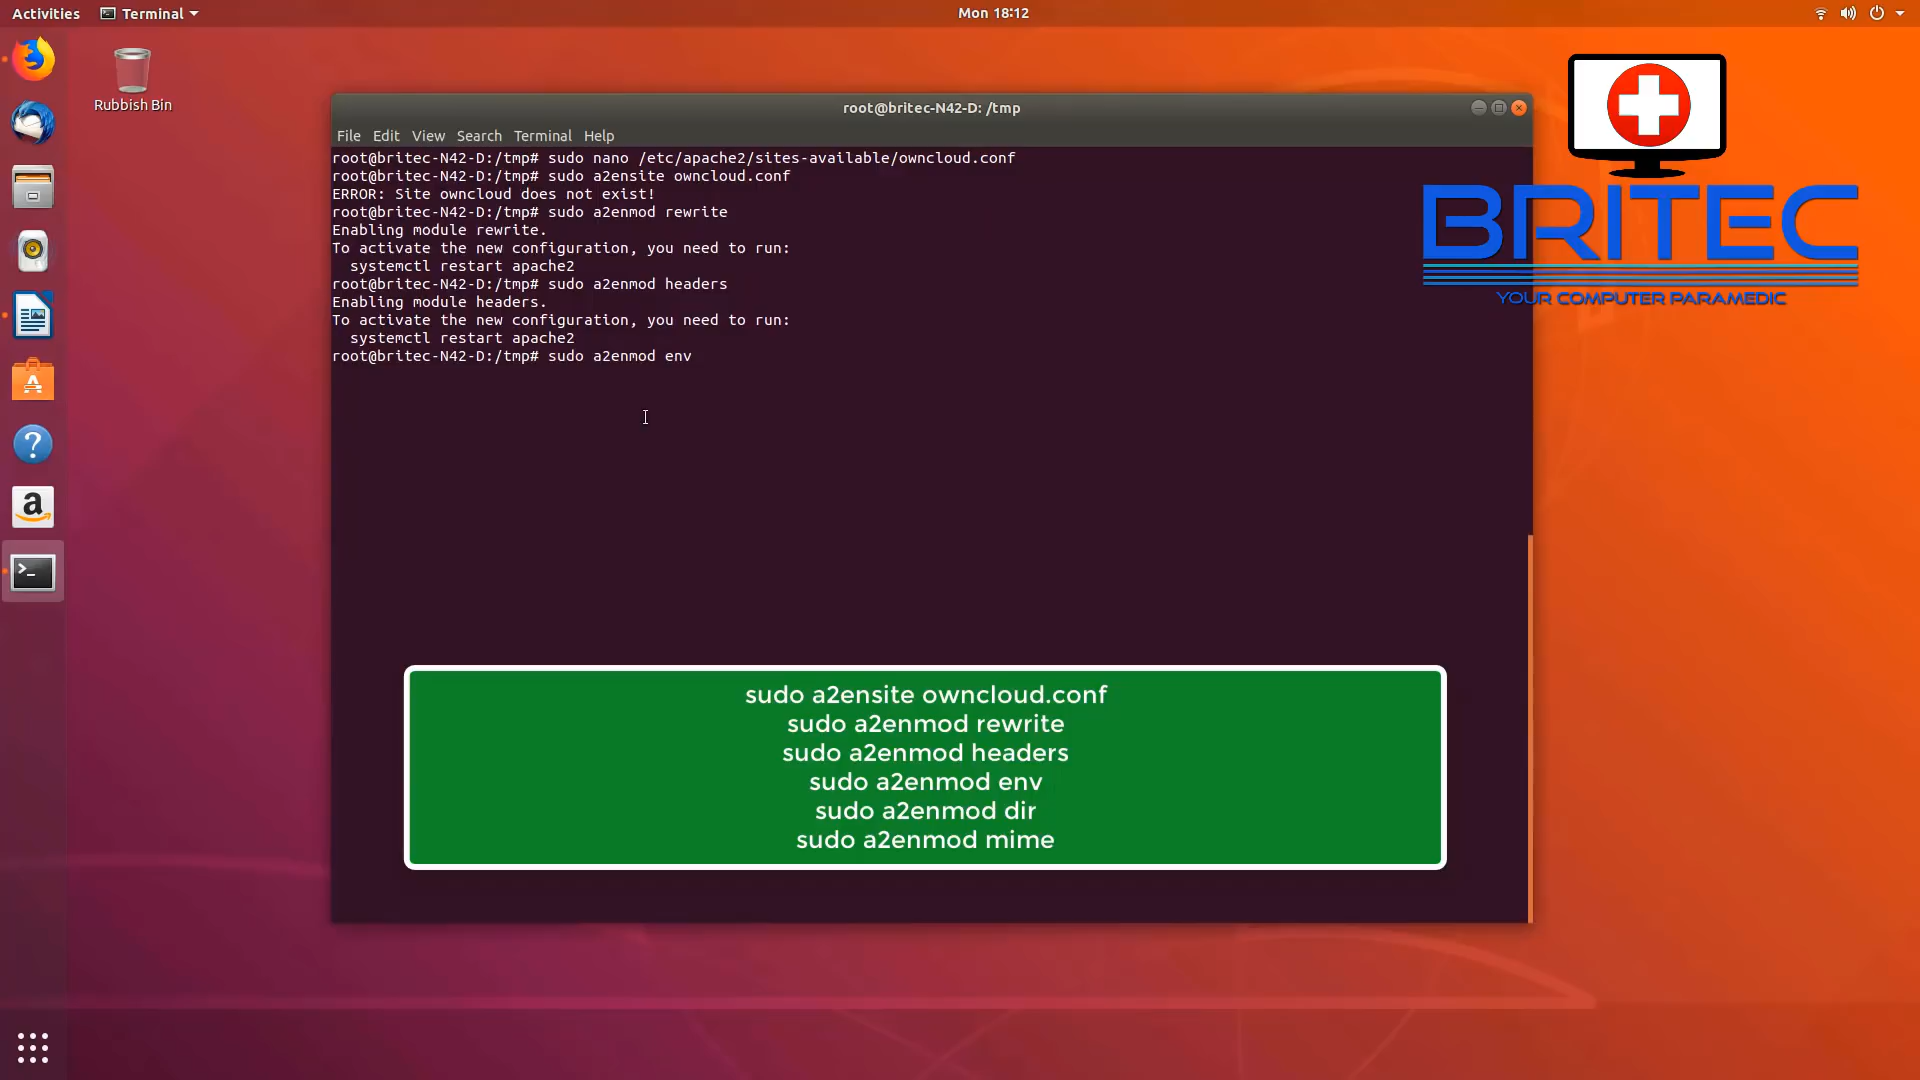 Activities
Terminal
Mon 18:12
Rubbish Bin
root@britec-N42-D: /tmp
File Edit View Search Terminal Help
root@britec-N42-D:/tmp# sudo nano /etc/apache2/sites-available/owncloud.conf
root@britec-N42-D:/tmp# sudo a2ensite owncloud.conf
ERROR: Site owncloud does not exist!
root@britec-N42-D:/tmp# sudo a2enmod rewrite
Enabling module rewrite.
To activate the new configuration, you need to run:
  systemctl restart apache2
root@britec-N42-D:/tmp# sudo a2enmod headers
Enabling module headers.
To activate the new configuration, you need to run:
  systemctl restart apache2
root@britec-N42-D:/tmp# sudo a2enmod env
BRITEC
YOUR COMPUTER PARAMEDIC
sudo a2ensite owncloud.conf
sudo a2enmod rewrite
sudo a2enmod headers
sudo a2enmod env
sudo a2enmod dir
sudo a2enmod mime